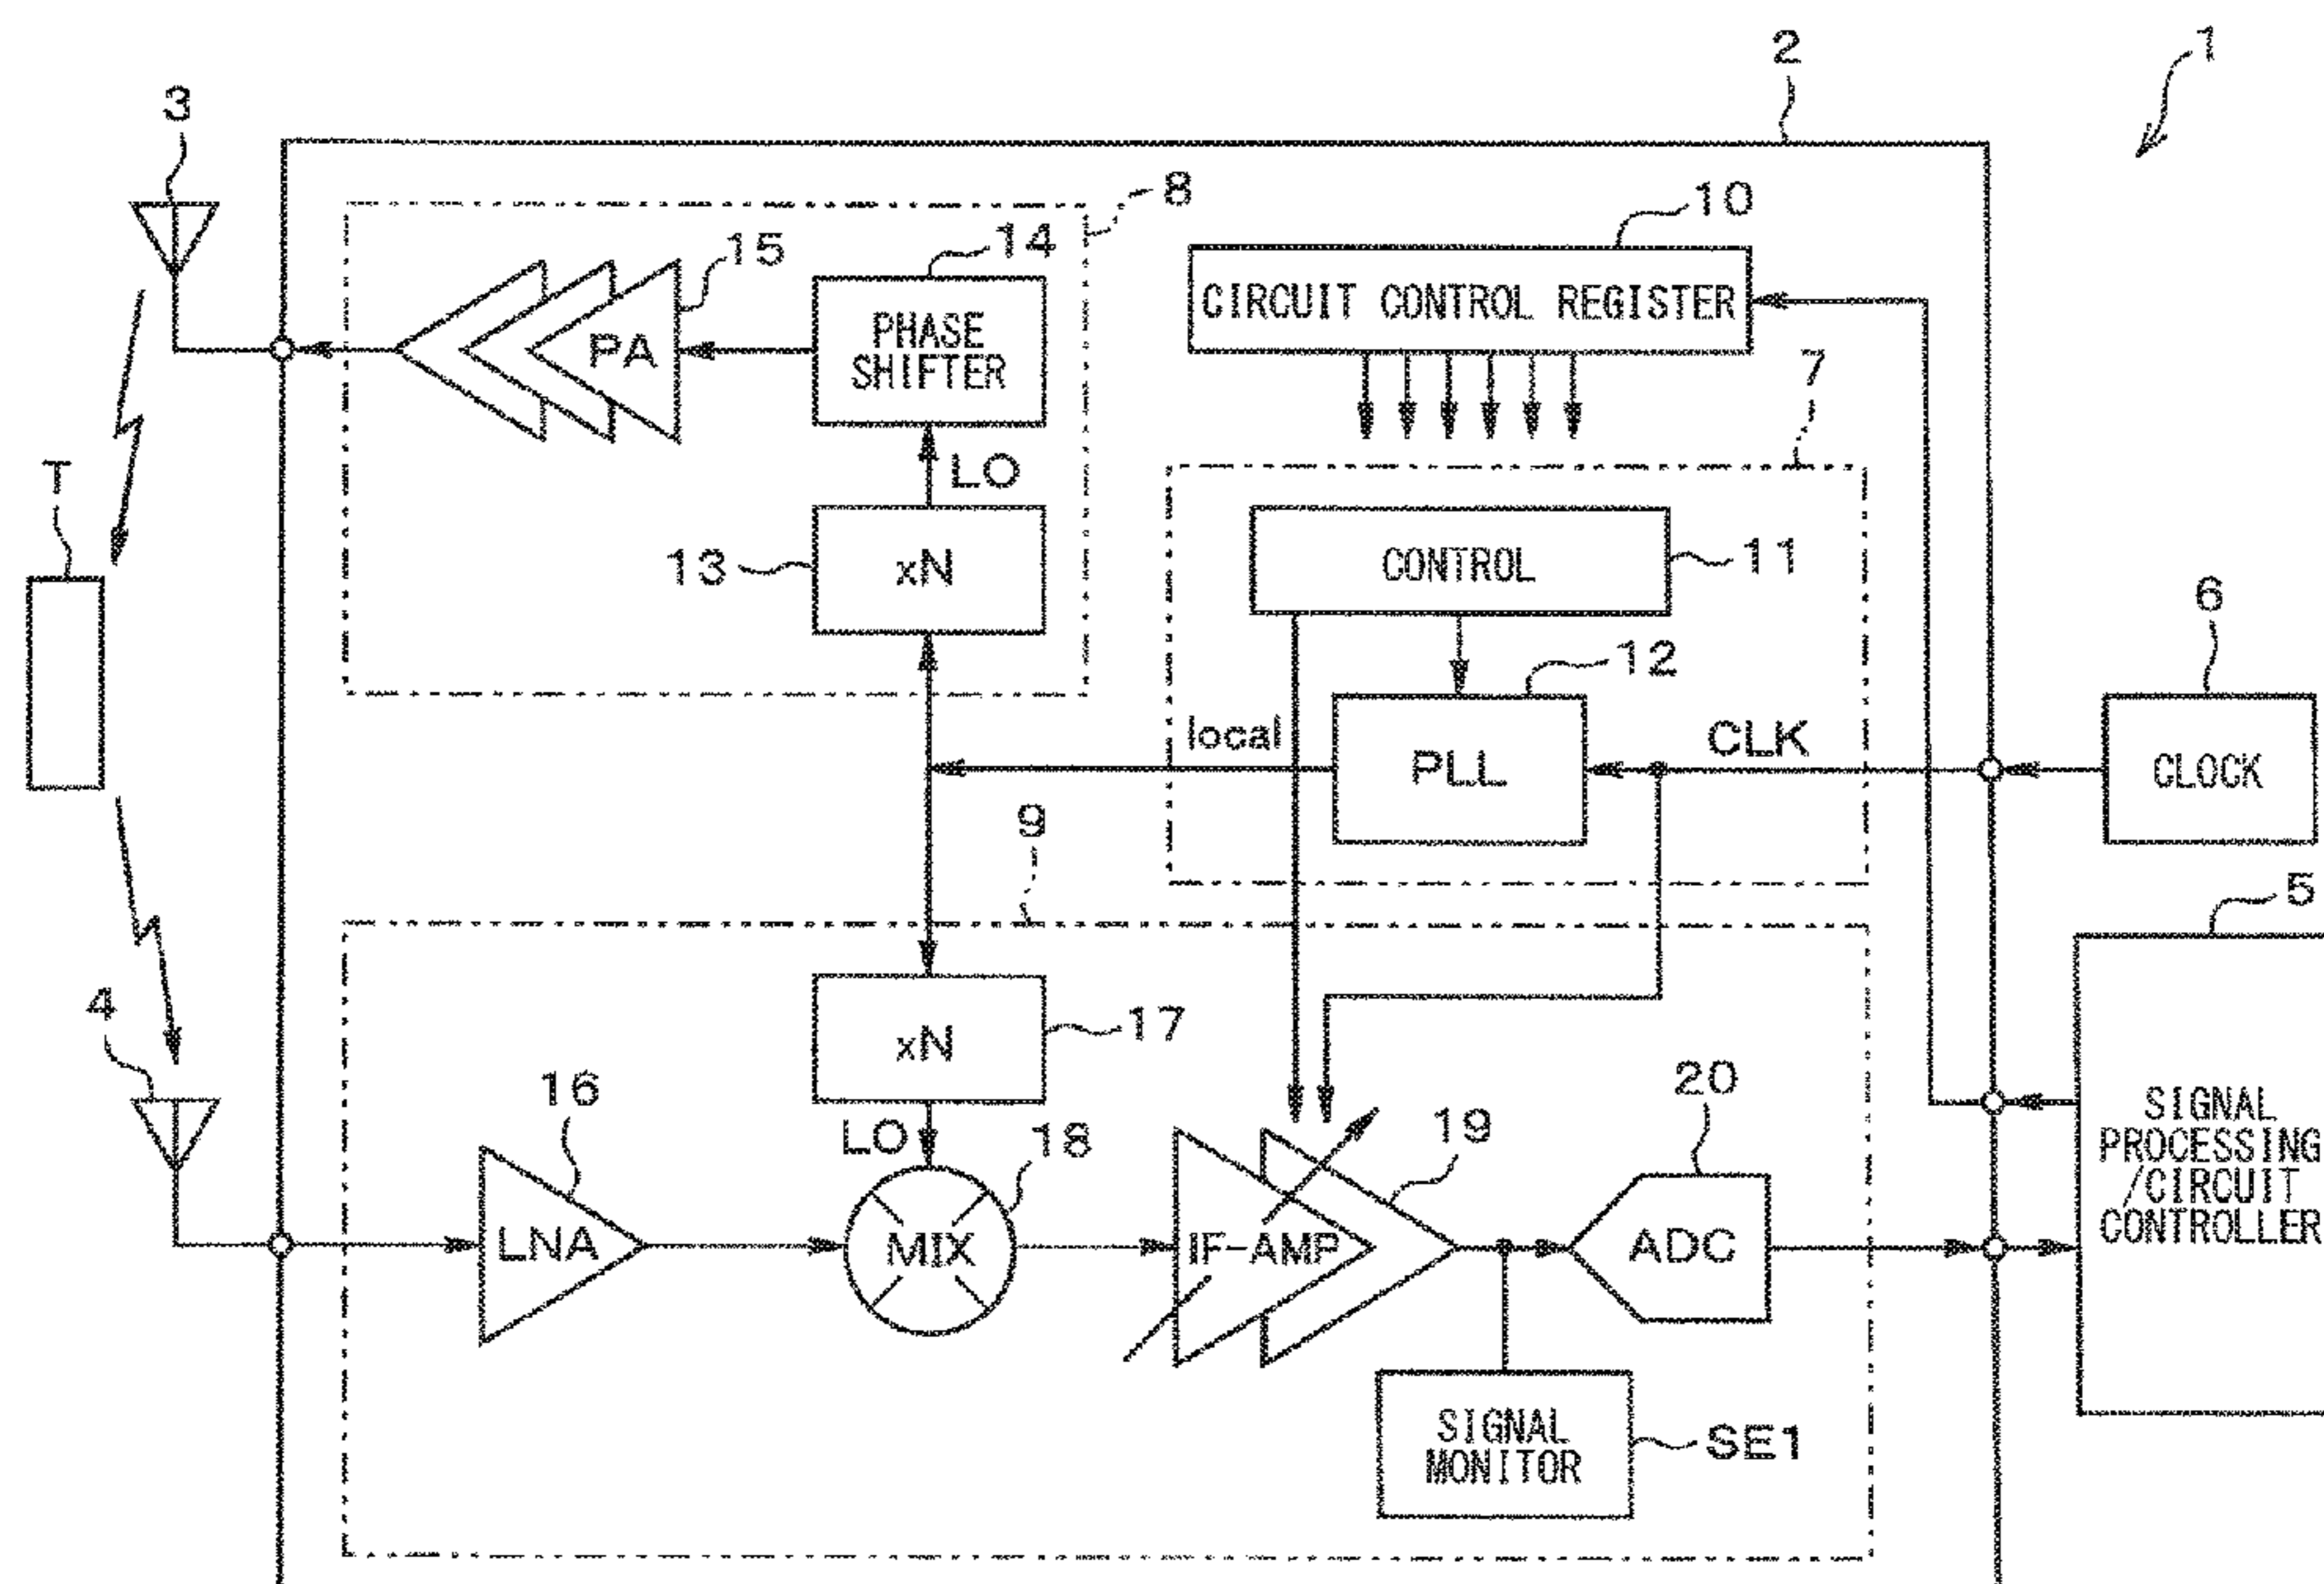 1
2
3
8
10
14
15
CIRCUIT CONTROL REGISTER
PHASE
SHIFTER
PA
7
LO
T
13
xN
CONTROL
11
6
12
local
PLL
CLK
CLOCK
9
5
4
xN
17
16
LO
18
19
20
SIGNAL
PROCESSING
/CIRCUIT
CONTROLLER
LNA
MIX
IF-AMP
ADC
SIGNAL
MONITOR
SE1